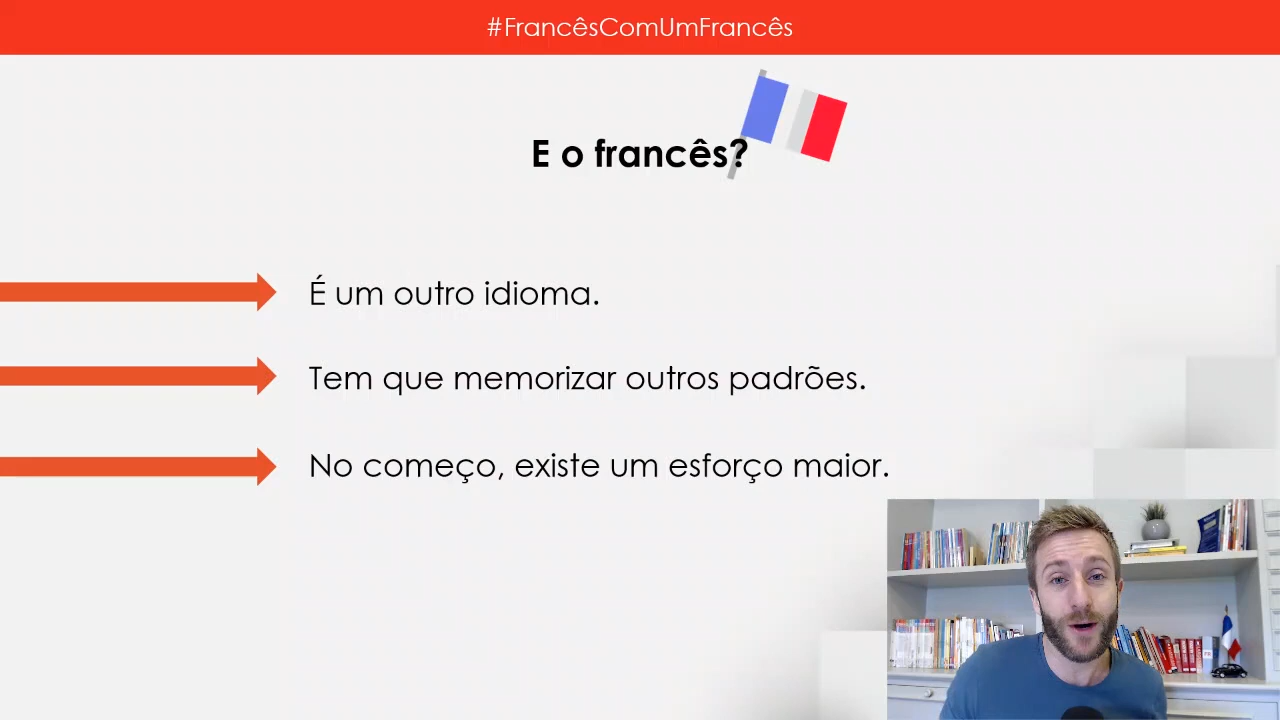 #FrancêsComUmFrancês
E o francês?
É um outro idioma.
Tem que memorizar outros padrões.
No começo, existe um esforço maior.